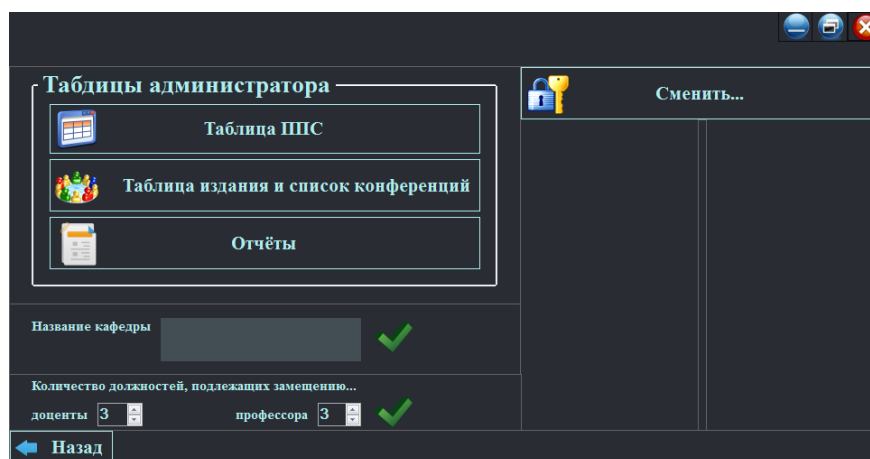 Табдицы администратора
Таблица ППС
Таблица издания и список конференций
Отчёты
Сменить...
Название кафедры
Количество должностей, подлежащих замещению...
доценты 3 профессора 3
Назад